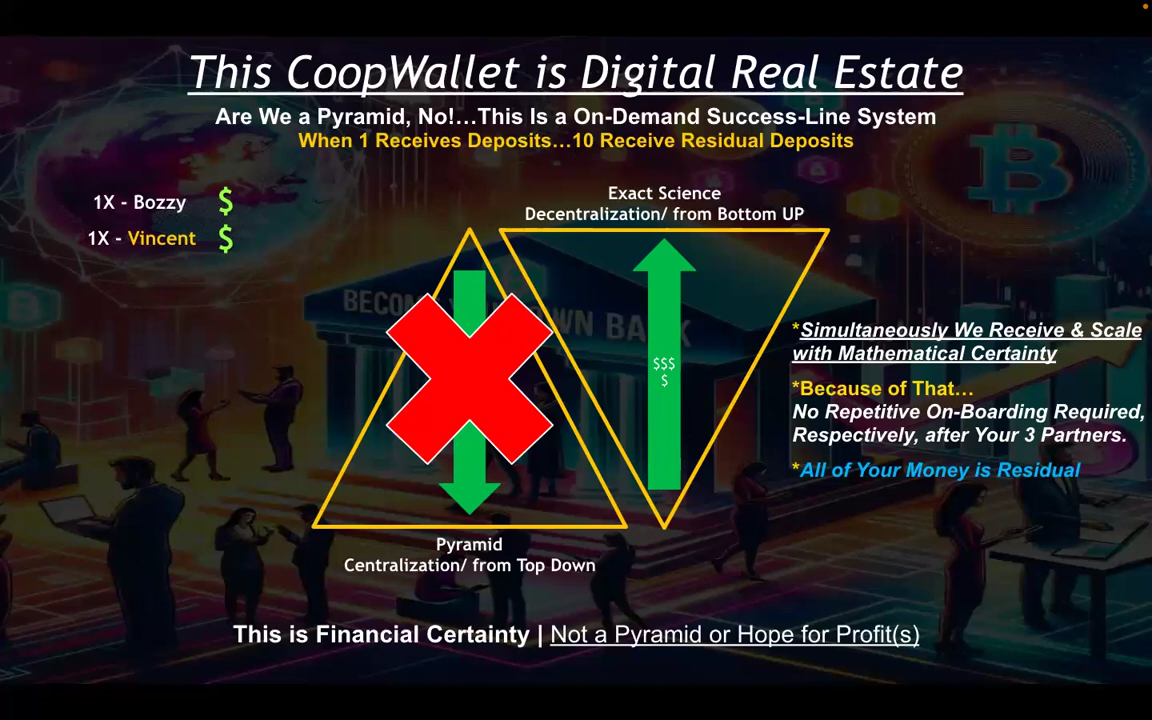 This CoopWallet is Digital Real Estate
Are We a Pyramid, No!...This Is a On-Demand Success-Line System
When 1 Receives Deposits...10 Receive Residual Deposits
1X - Bozzy $
1X - Vincent $
Exact Science
Decentralization/ from Bottom UP
BECOM
WN BANK
$$$
$
*Simultaneously We Receive & Scale
with Mathematical Certainty
*Because of That...
No Repetitive On-Boarding Required,
Respectively, after Your 3 Partners.
*All of Your Money is Residual
Pyramid
Centralization/ from Top Down
This is Financial Certainty | Not a Pyramid or Hope for Profit(s)